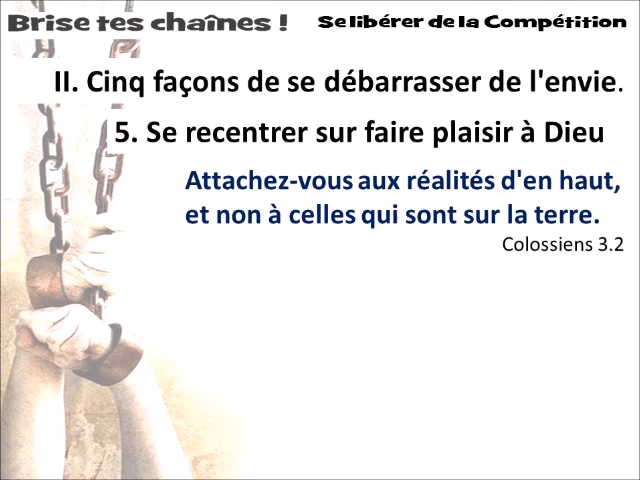 Brise tes chaînes ! Se libérer de la Compétition
II. Cinq façons de se débarrasser de l'envie.
5. Se recentrer sur faire plaisir à Dieu
Attachez-vous aux réalités d'en haut,
et non à celles qui sont sur la terre.
Colossiens 3.2